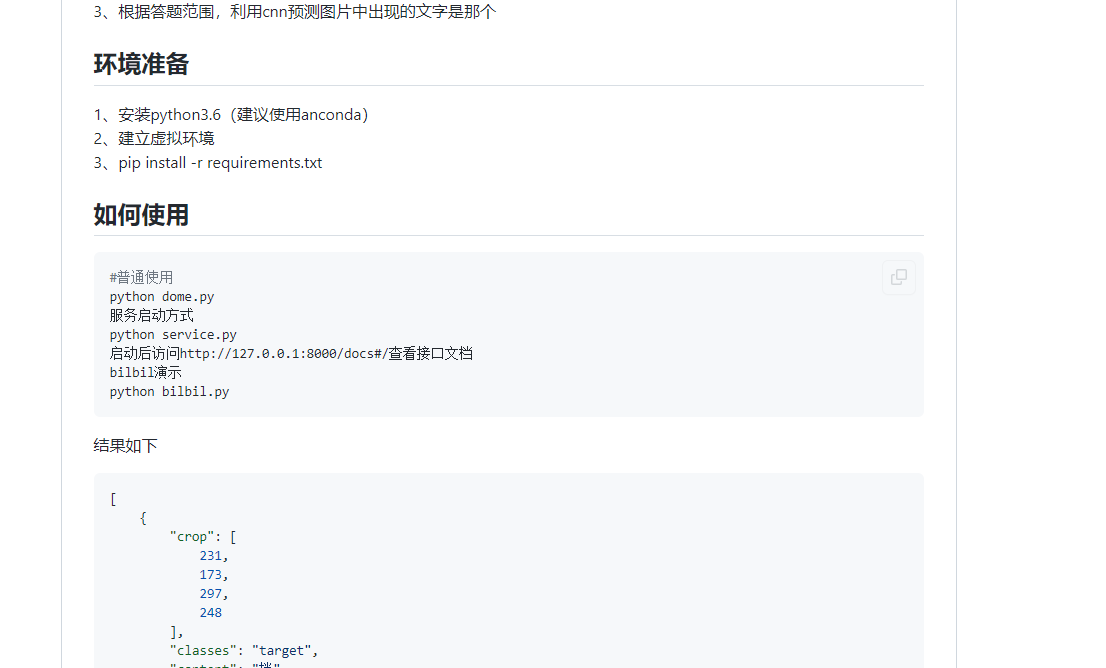 3、根据答题范围，利用cnn预测图片中出现的文字是那个
环境准备
1、安装python3.6（建议使用anconda）
2、建立虚拟环境
3、pip install -r requirements.txt
如何使用
#普通使用
python dome.py
服务启动方式
python service.py
启动后访问http://127.0.0.1:8000/docs#/查看接口文档
bilbil演示
python bilbil.py
结果如下
[
{
"crop": [
231,
173,
297,
248
],
"classes": "target",